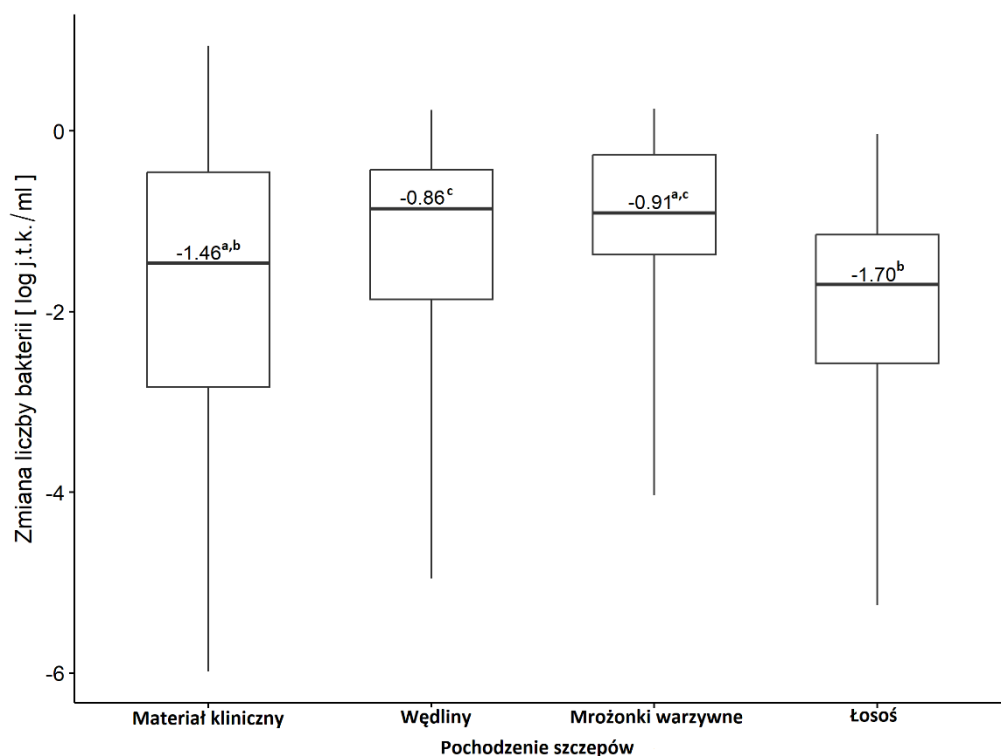 Zmiana liczby bakterii [ log j.t.k./ml ]
0
-2
-4
-6
-1.46a,b
-0.86c
-0.91a,c
-1.70b
Materiał kliniczny
Wędliny
Mrożonki warzywne
Łosoś
Pochodzenie szczepów